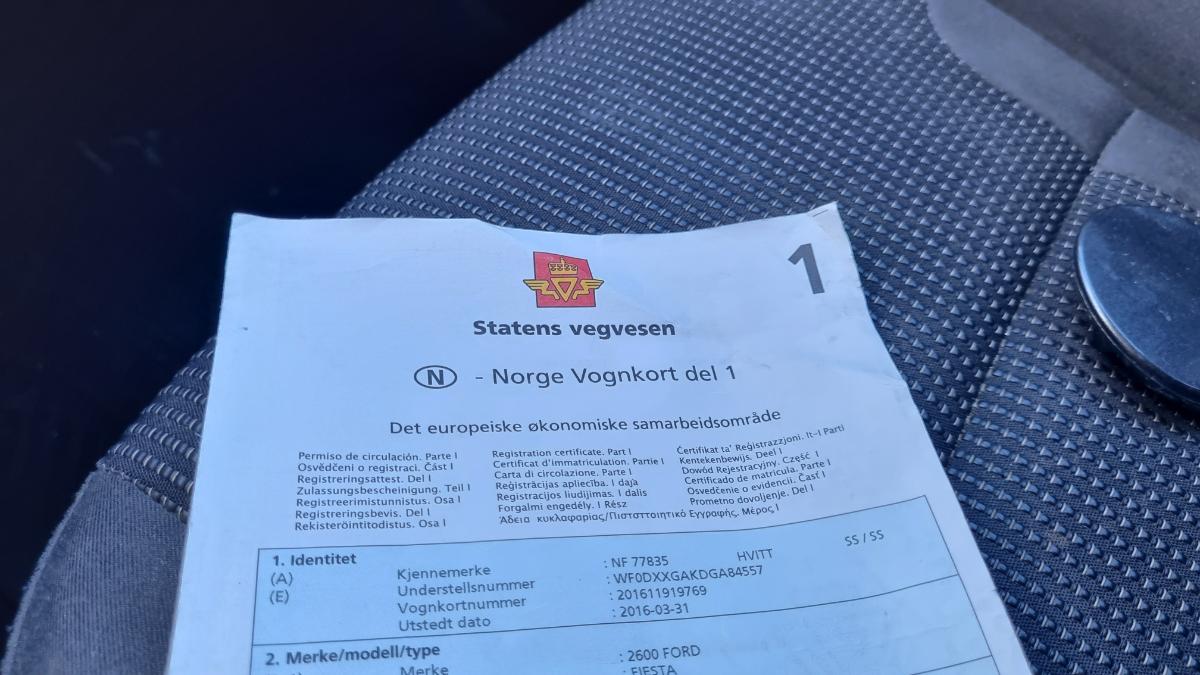 1
Statens vegvesen
N - Norge Vognkort del 1
Det europeiske økonomiske samarbeidsområde
Permiso de circulación. Parte I
Osvědčeni o registraci. Část I
Registreringsattest. Del I
Zulassungsbescheinigung. Teil I
Registreerimistunnistus. Osa I
Registreringsbevis. Del I
Rekisteröintitodistus. Osa I
Registration certificate. Part I
Certificat d'immatriculation. Partie I
Carta di circolazione. Parte I
Reģistrācijas apliecība. I daja
Registracijos liudijimas. I dalis
Forgalmi engedély. I Rész
Άδεια κυκλαφαρίας/Πιστοποιητικό Εγγραφής. Μέρος Ι
Ċertifikat ta' Reġistrazzjoni. It-I Parti
Kentekenbewijs. Deel I
Dowód Rejestracyjny. Część I
Certificado de matricula. Parte I
Osvedčenie o evidencii. Časť I
Prometno dovoljenje. Del I
1. Identitet
(A) Kjennemerke : NF 77835 HVITT SS / SS
(E) Understellsnummer : WF0DXXGAKDGA84557
Vognkortnummer : 201611919769
Utstedt dato : 2016-03-31
2. Merke/modell/type
Merke : 2600 FORD
: FIESTA